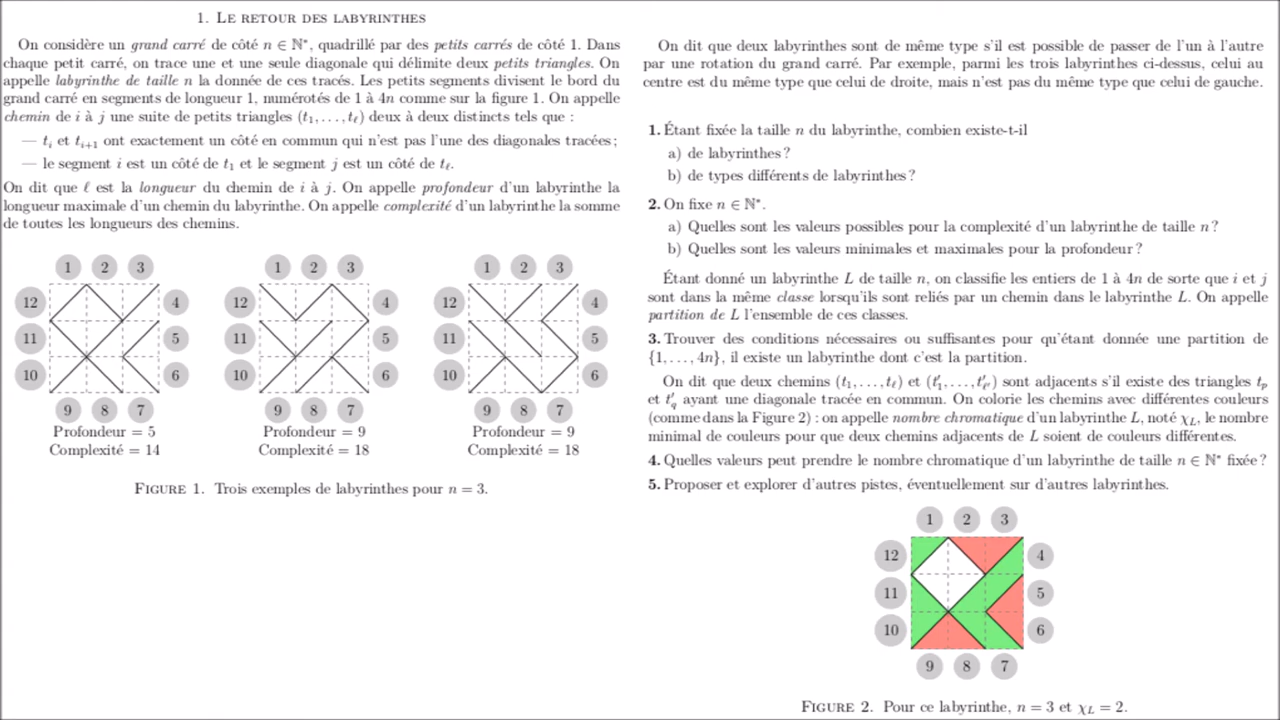 1. LE RETOUR DES LABYRINTHES
On considère un grand carré de côté n ∈ ℕ*, quadrillé par des petits carrés de côté 1. Dans
chaque petit carré, on trace une et une seule diagonale qui délimite deux petits triangles. On
appelle labyrinthe de taille n la donnée de ces tracés. Les petits segments divisent le bord du
grand carré en segments de longueur 1, numérotés de 1 à 4n comme sur la figure 1. On appelle
chemin de i à j une suite de petits triangles (t₁, . . . , tℓ) deux à deux distincts tels que :
— tᵢ et tᵢ₊₁ ont exactement un côté en commun qui n'est pas l'une des diagonales tracées ;
— le segment i est un côté de t₁ et le segment j est un côté de tℓ.
On dit que ℓ est la longueur du chemin de i à j. On appelle profondeur d'un labyrinthe la
longueur maximale d'un chemin du labyrinthe. On appelle complexité d'un labyrinthe la somme
de toutes les longueurs des chemins.
1 2 3
12 4
11 5
10 6
9 8 7
Profondeur = 5
Complexité = 14
1 2 3
12 4
11 5
10 6
9 8 7
Profondeur = 9
Complexité = 18
1 2 3
12 4
11 5
10 6
9 8 7
Profondeur = 9
Complexité = 18
FIGURE 1. Trois exemples de labyrinthes pour n = 3.
On dit que deux labyrinthes sont de même type s'il est possible de passer de l'un à l'autre
par une rotation du grand carré. Par exemple, parmi les trois labyrinthes ci-dessus, celui au
centre est du même type que celui de droite, mais n'est pas du même type que celui de gauche.
1. Étant fixée la taille n du labyrinthe, combien existe-t-il
a) de labyrinthes ?
b) de types différents de labyrinthes ?
2. On fixe n ∈ ℕ*.
a) Quelles sont les valeurs possibles pour la complexité d'un labyrinthe de taille n ?
b) Quelles sont les valeurs minimales et maximales pour la profondeur ?
Étant donné un labyrinthe L de taille n, on classifie les entiers de 1 à 4n de sorte que i et j
sont dans la même classe lorsqu'ils sont reliés par un chemin dans le labyrinthe L. On appelle
partition de L l'ensemble de ces classes.
3. Trouver des conditions nécessaires ou suffisantes pour qu'étant donnée une partition de
{1, . . . , 4n}, il existe un labyrinthe dont c'est la partition.
On dit que deux chemins (t₁, . . . , tℓ) et (t′₁, . . . , t′ℓ′) sont adjacents s'il existe des triangles tₚ
et t′q ayant une diagonale tracée en commun. On colorie les chemins avec différentes couleurs
(comme dans la Figure 2) : on appelle nombre chromatique d'un labyrinthe L, noté χL, le nombre
minimal de couleurs pour que deux chemins adjacents de L soient de couleurs différentes.
4. Quelles valeurs peut prendre le nombre chromatique d'un labyrinthe de taille n ∈ ℕ* fixée ?
5. Proposer et explorer d'autres pistes, éventuellement sur d'autres labyrinthes.
1 2 3
12 4
11 5
10 6
9 8 7
FIGURE 2. Pour ce labyrinthe, n = 3 et χL = 2.